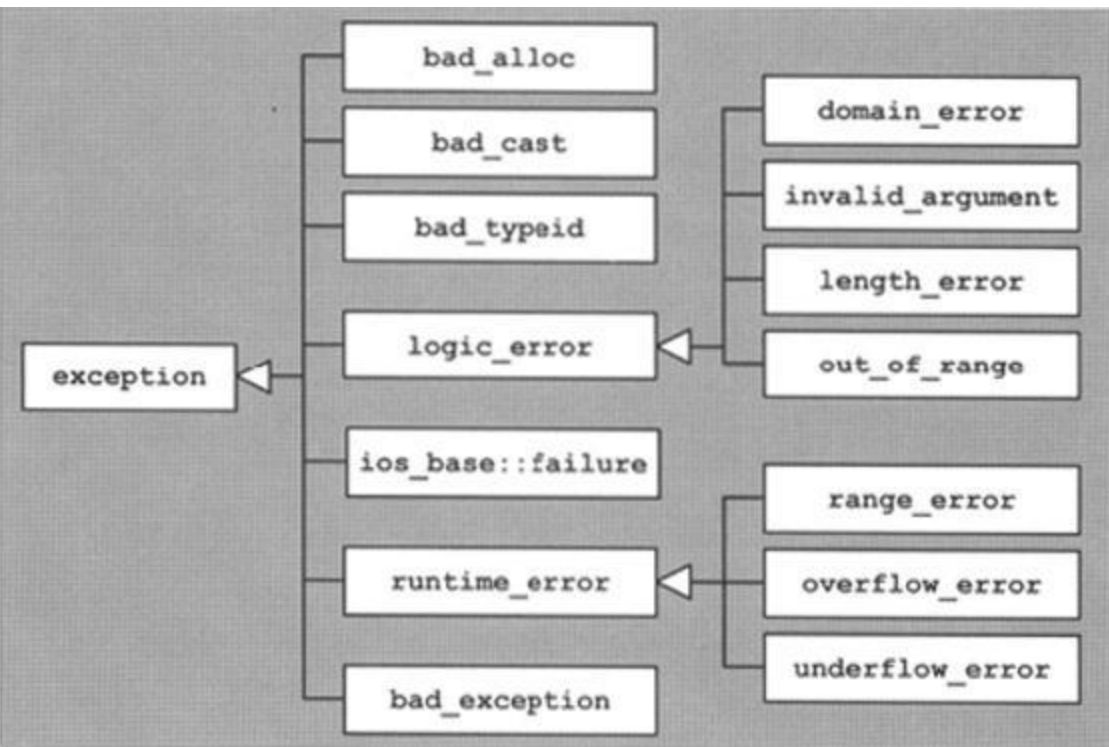 bad_alloc
domain_error
bad_cast
invalid_argument
bad_typeid
length_error
logic_error
out_of_range
exception
ios_base::failure
range_error
runtime_error
overflow_error
underflow_error
bad_exception